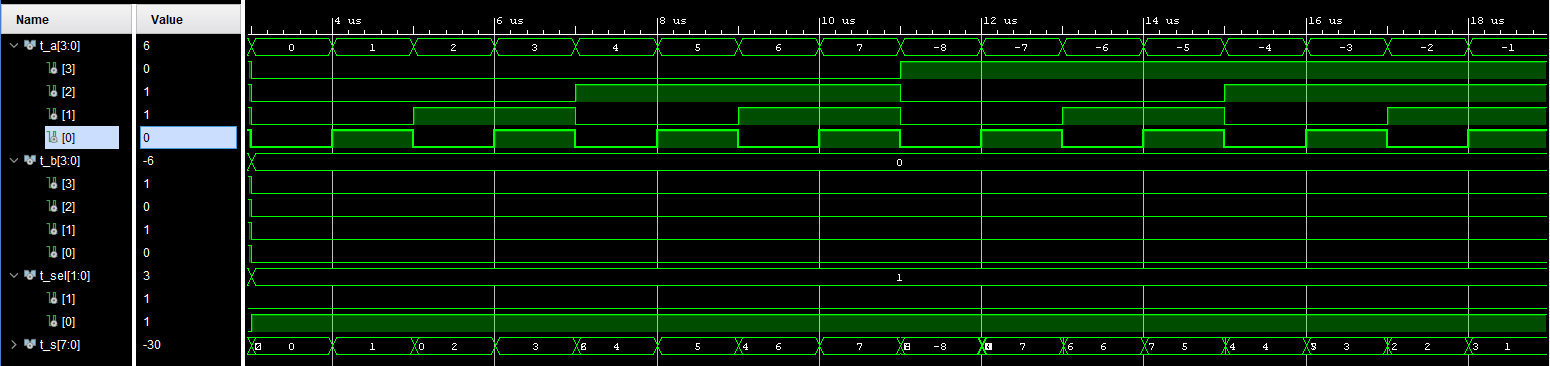 Name Value 4 us 6 us 8 us 10 us 12 us 14 us 16 us 18 us
t_a[3:0] 6 0 1 2 3 4 5 6 7 -8 -7 -6 -5 -4 -3 -2 -1
[3] 0
[2] 1
[1] 1
[0] 0
t_b[3:0] -6 0
[3] 1
[2] 0
[1] 1
[0] 0
t_sel[1:0] 3 1
[1] 1
[0] 1
t_s[7:0] -30 0 1 0 2 3 4 5 4 6 7 -8 7 6 6 7 5 4 4 3 2 2 3 1